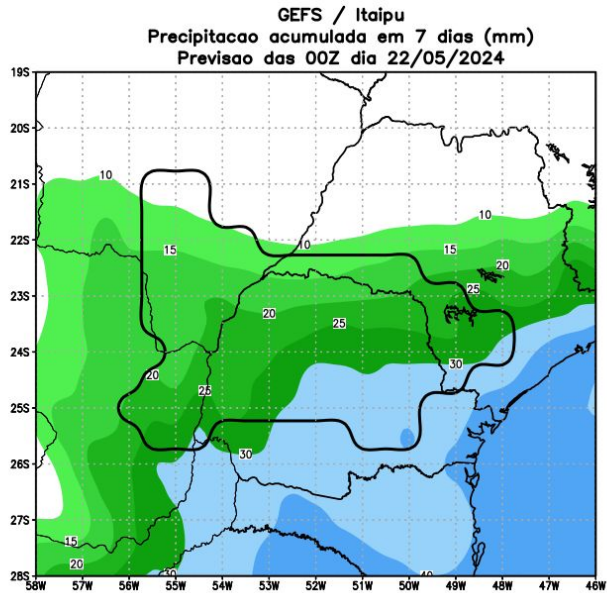 GEFS / Itaipu
Precipitacao acumulada em 7 dias (mm)
Previsao das 00Z dia 22/05/2024
19S
20S
21S
22S
23S
24S
25S
26S
27S
28S
10
10
10
15
15
20
25
20
25
20
25
30
30
15
20
30
40
58W 57W 56W 55W 54W 53W 52W 51W 50W 49W 48W 47W 46W